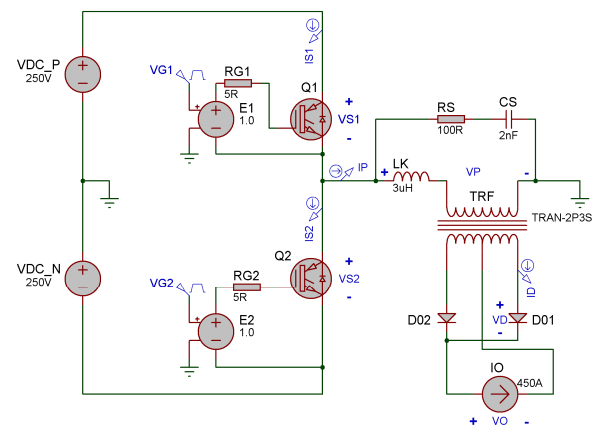 VDC_P
250V
VG1
RG1
5R
E1
1.0
Q1
IS1
+
VS1
-
IP
RS
100R
CS
2nF
+
LK
3uH
VP
-
TRF
TRAN-2P3S
VDC_N
250V
VG2
RG2
5R
E2
1.0
Q2
IS2
+
VS2
-
ID
D02
+
VD
-
D01
IO
450A
+ VO -